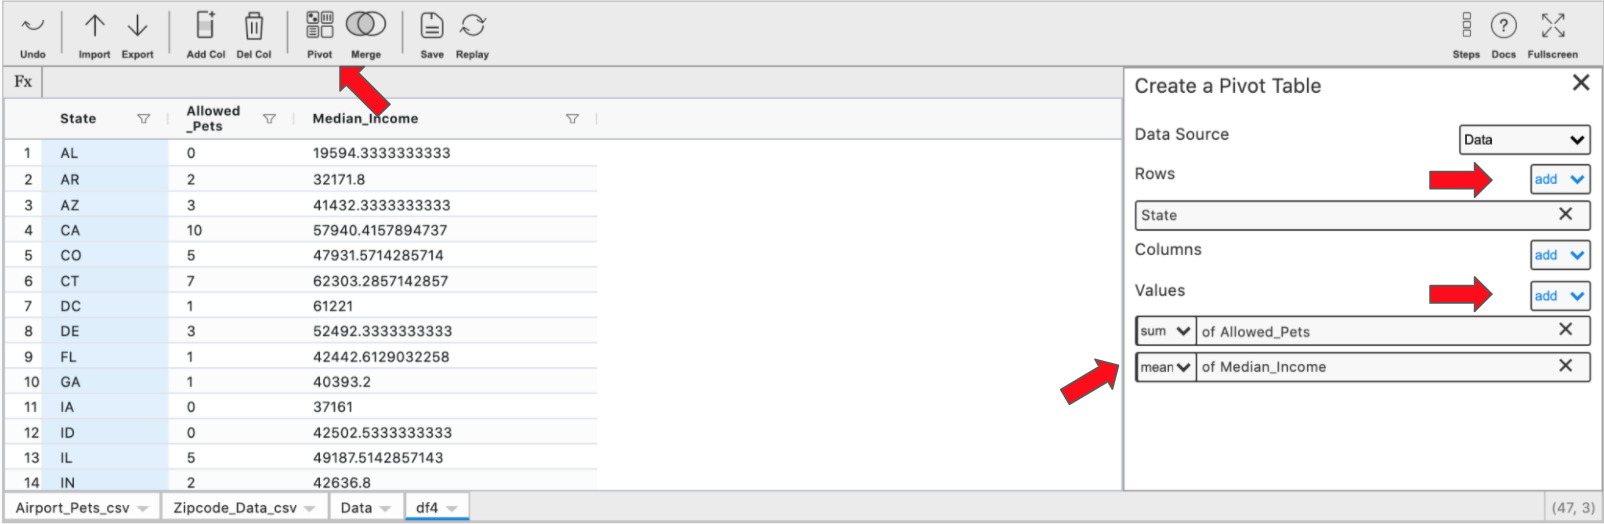 Undo Import Export Add Col Del Col Pivot Merge Save Replay Steps Docs Fullscreen
Fx
State Allowed_Pets Median_Income
1 AL 0 19594.3333333333
2 AR 2 32171.8
3 AZ 3 41432.3333333333
4 CA 10 57940.4157894737
5 CO 5 47931.5714285714
6 CT 7 62303.2857142857
7 DC 1 61221
8 DE 3 52492.3333333333
9 FL 1 42442.6129032258
10 GA 1 40393.2
11 IA 0 37161
12 ID 0 42502.5333333333
13 IL 5 49187.5142857143
14 IN 2 42636.8
Create a Pivot Table
Data Source Data
Rows add
State
Columns add
Values add
sum of Allowed_Pets
mean of Median_Income
Airport_Pets_csv Zipcode_Data_csv Data df4 (47, 3)